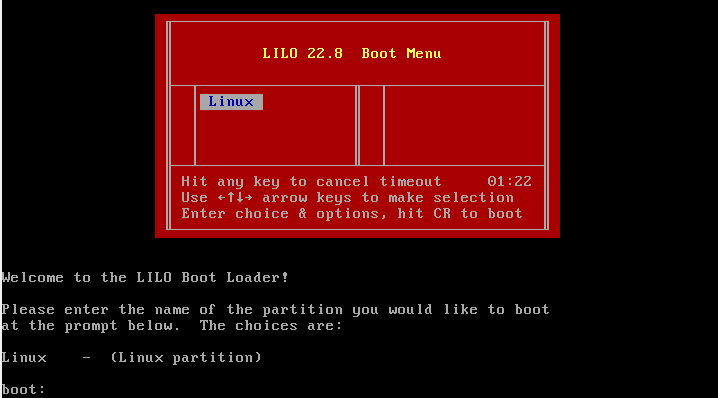 LILO 22.8  Boot Menu
Linux
Hit any key to cancel timeout     01:22
Use ←↑↓→ arrow keys to make selection
Enter choice & options, hit CR to boot
Welcome to the LILO Boot Loader!
Please enter the name of the partition you would like to boot
at the prompt below.  The choices are:
Linux    -  (Linux partition)
boot: